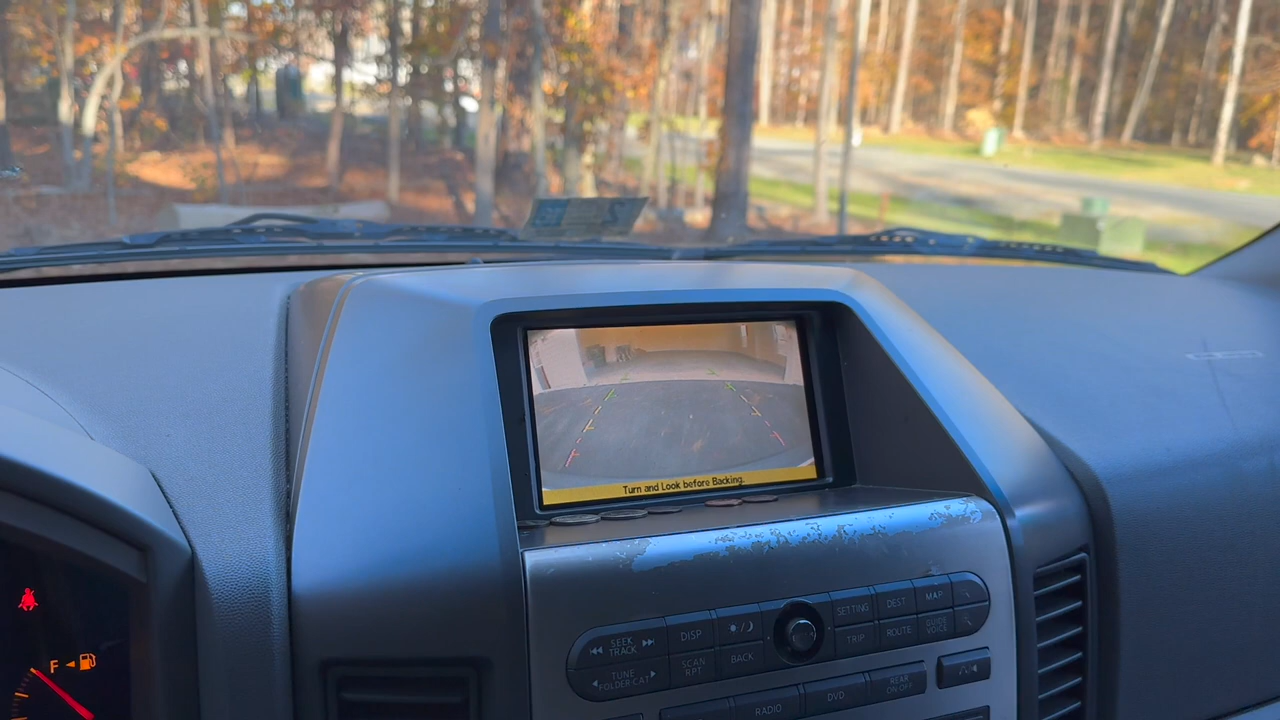 Turn and Look before Backing.
SEEK
TRACK
DISP
SETTING
DEST
MAP
TUNE
FOLDER·CAT
SCAN
RPT
BACK
TRIP
ROUTE
GUIDE
VOICE
RADIO
DVD
REAR
ON OFF
F